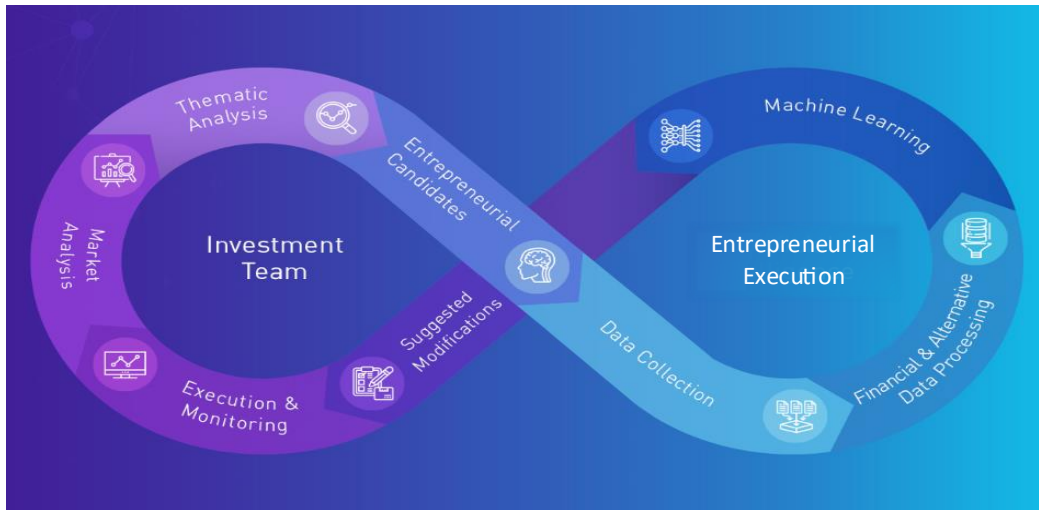 Thematic
Analysis
Entrepreneurial
Candidates
Machine Learning
Market
Analysis
Investment
Team
Entrepreneurial
Execution
Suggested
Modifications
Data Collection
Financial & Alternative
Data Processing
Execution &
Monitoring